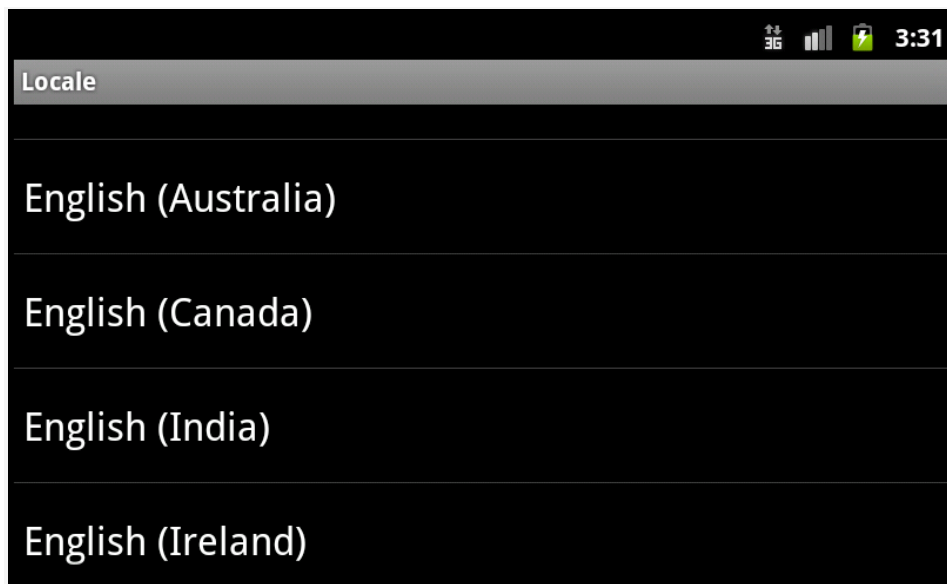 3G 3:31
Locale
English (Australia)
English (Canada)
English (India)
English (Ireland)